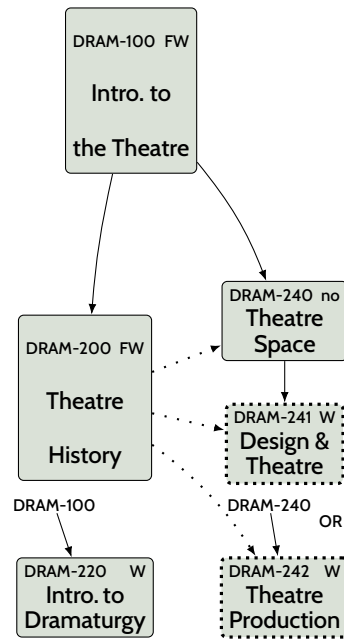 DRAM-100 FW
Intro. to
the Theatre
DRAM-240 no
Theatre
Space
DRAM-200 FW
Theatre
History
DRAM-241 W
Design &
Theatre
DRAM-100
DRAM-240
OR
DRAM-220 W
Intro. to
Dramaturgy
DRAM-242 W
Theatre
Production